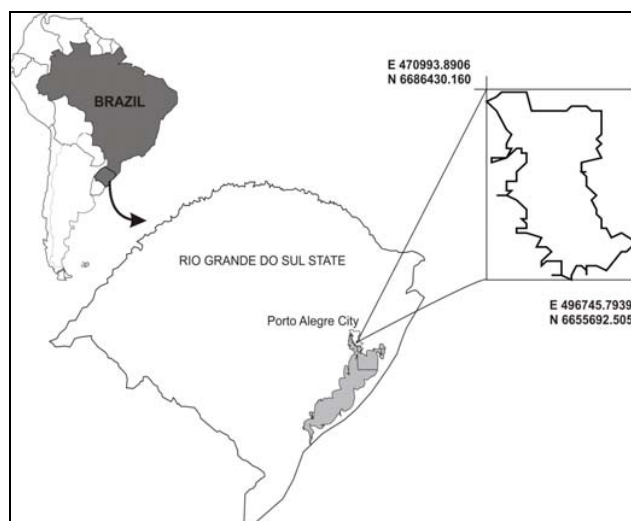 E 470993.8906
N 6686430.160
BRAZIL
RIO GRANDE DO SUL STATE
Porto Alegre City
E 496745.7939
N 6655692.505